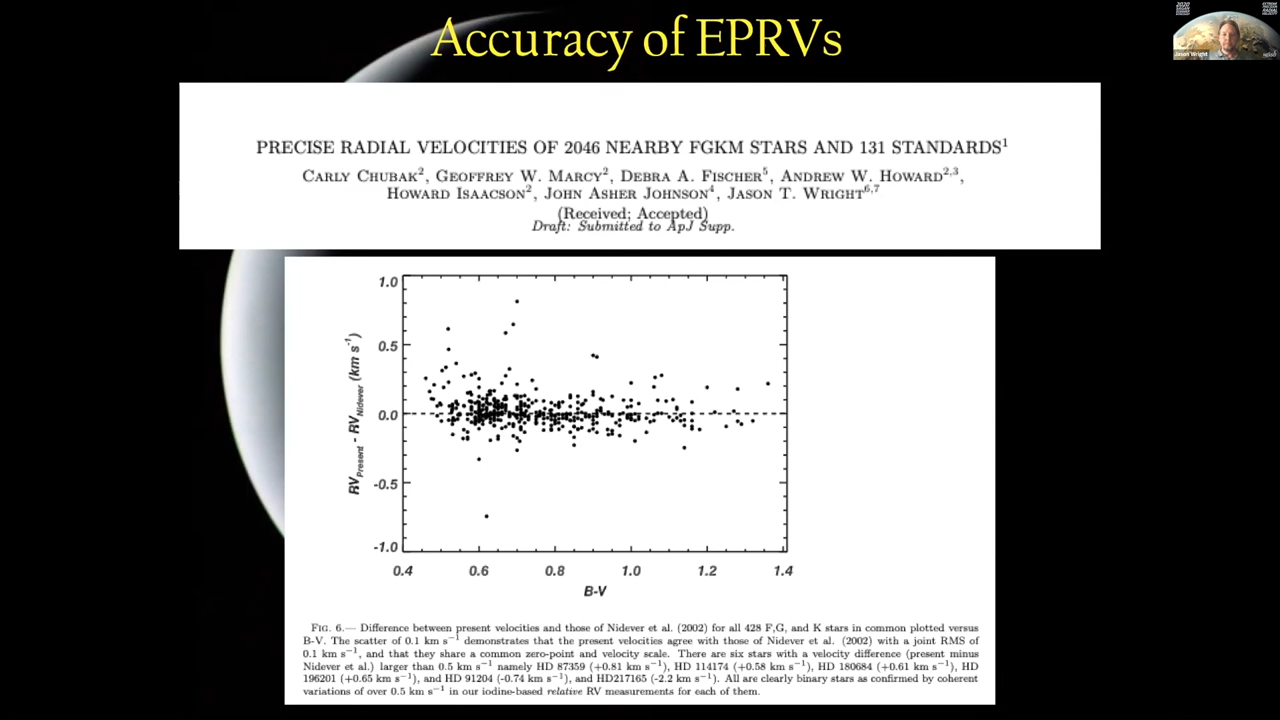 Accuracy of EPRVs
Jason Wright
PRECISE RADIAL VELOCITIES OF 2046 NEARBY FGKM STARS AND 131 STANDARDS¹
CARLY CHUBAK², GEOFFREY W. MARCY², DEBRA A. FISCHER⁵, ANDREW W. HOWARD²,³,
HOWARD ISAACSON², JOHN ASHER JOHNSON⁴, JASON T. WRIGHT⁶,⁷
(Received; Accepted)
Draft: Submitted to ApJ Supp.
RV_Present - RV_Nidever (km s⁻¹)
1.0
0.5
0.0
-0.5
-1.0
0.4 0.6 0.8 1.0 1.2 1.4
B-V
FIG. 6.— Difference between present velocities and those of Nidever et al. (2002) for all 428 F,G, and K stars in common plotted versus
B-V. The scatter of 0.1 km s⁻¹ demonstrates that the present velocities agree with those of Nidever et al. (2002) with a joint RMS of
0.1 km s⁻¹, and that they share a common zero-point and velocity scale. There are six stars with a velocity difference (present minus
Nidever et al.) larger than 0.5 km s⁻¹ namely HD 87359 (+0.81 km s⁻¹), HD 114174 (+0.58 km s⁻¹), HD 180684 (+0.61 km s⁻¹), HD
196201 (+0.65 km s⁻¹), and HD 91204 (-0.74 km s⁻¹), and HD217165 (-2.2 km s⁻¹). All are clearly binary stars as confirmed by coherent
variations of over 0.5 km s⁻¹ in our iodine-based relative RV measurements for each of them.